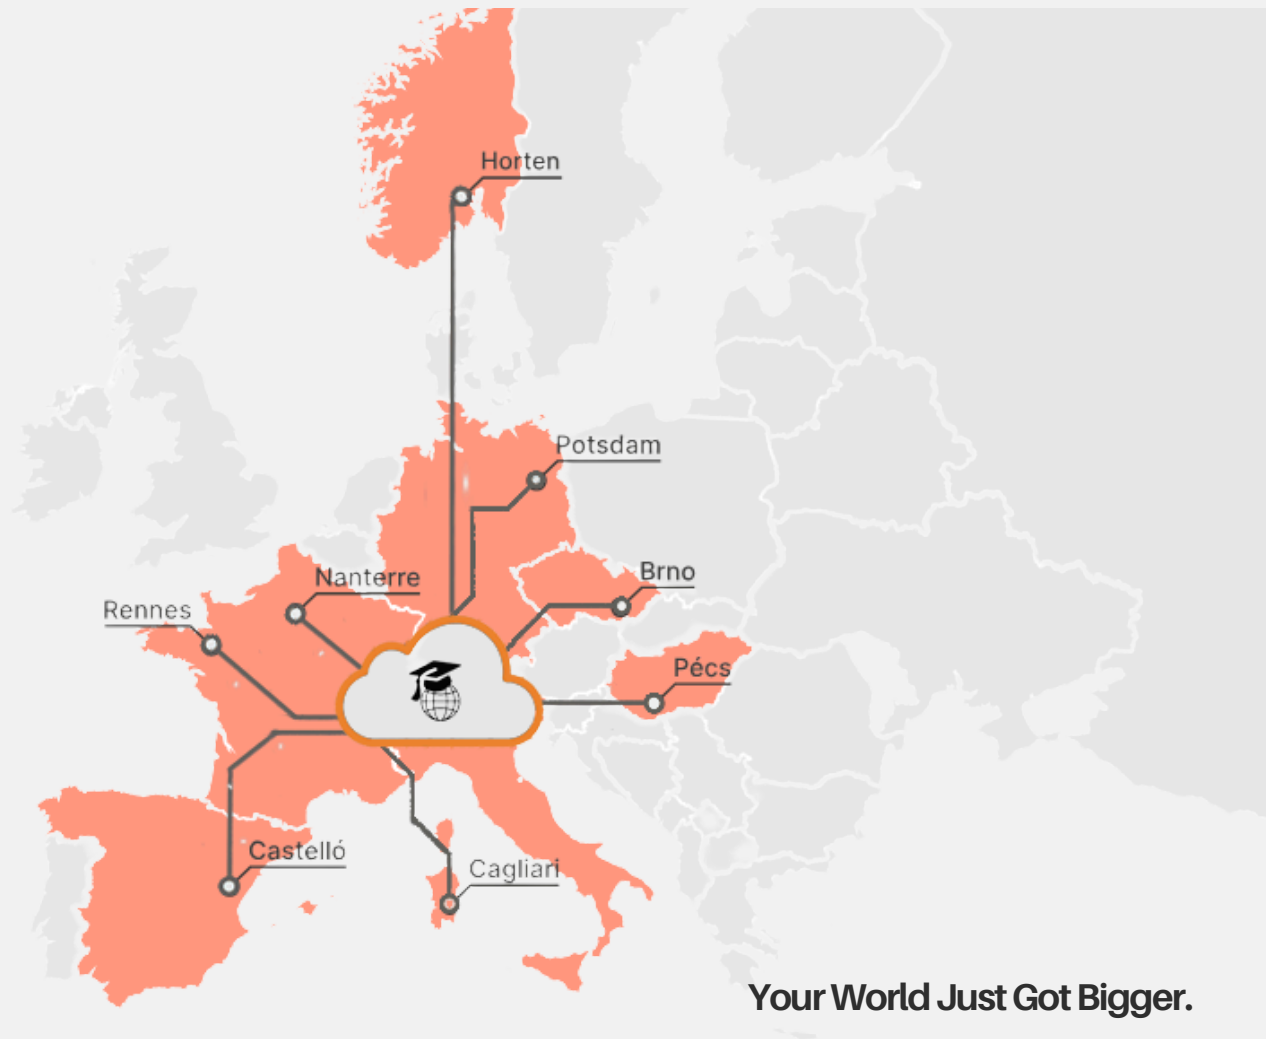 Horten
Potsdam
Brno
Nanterre
Rennes
Pécs
Castelló
Cagliari
Your World Just Got Bigger.